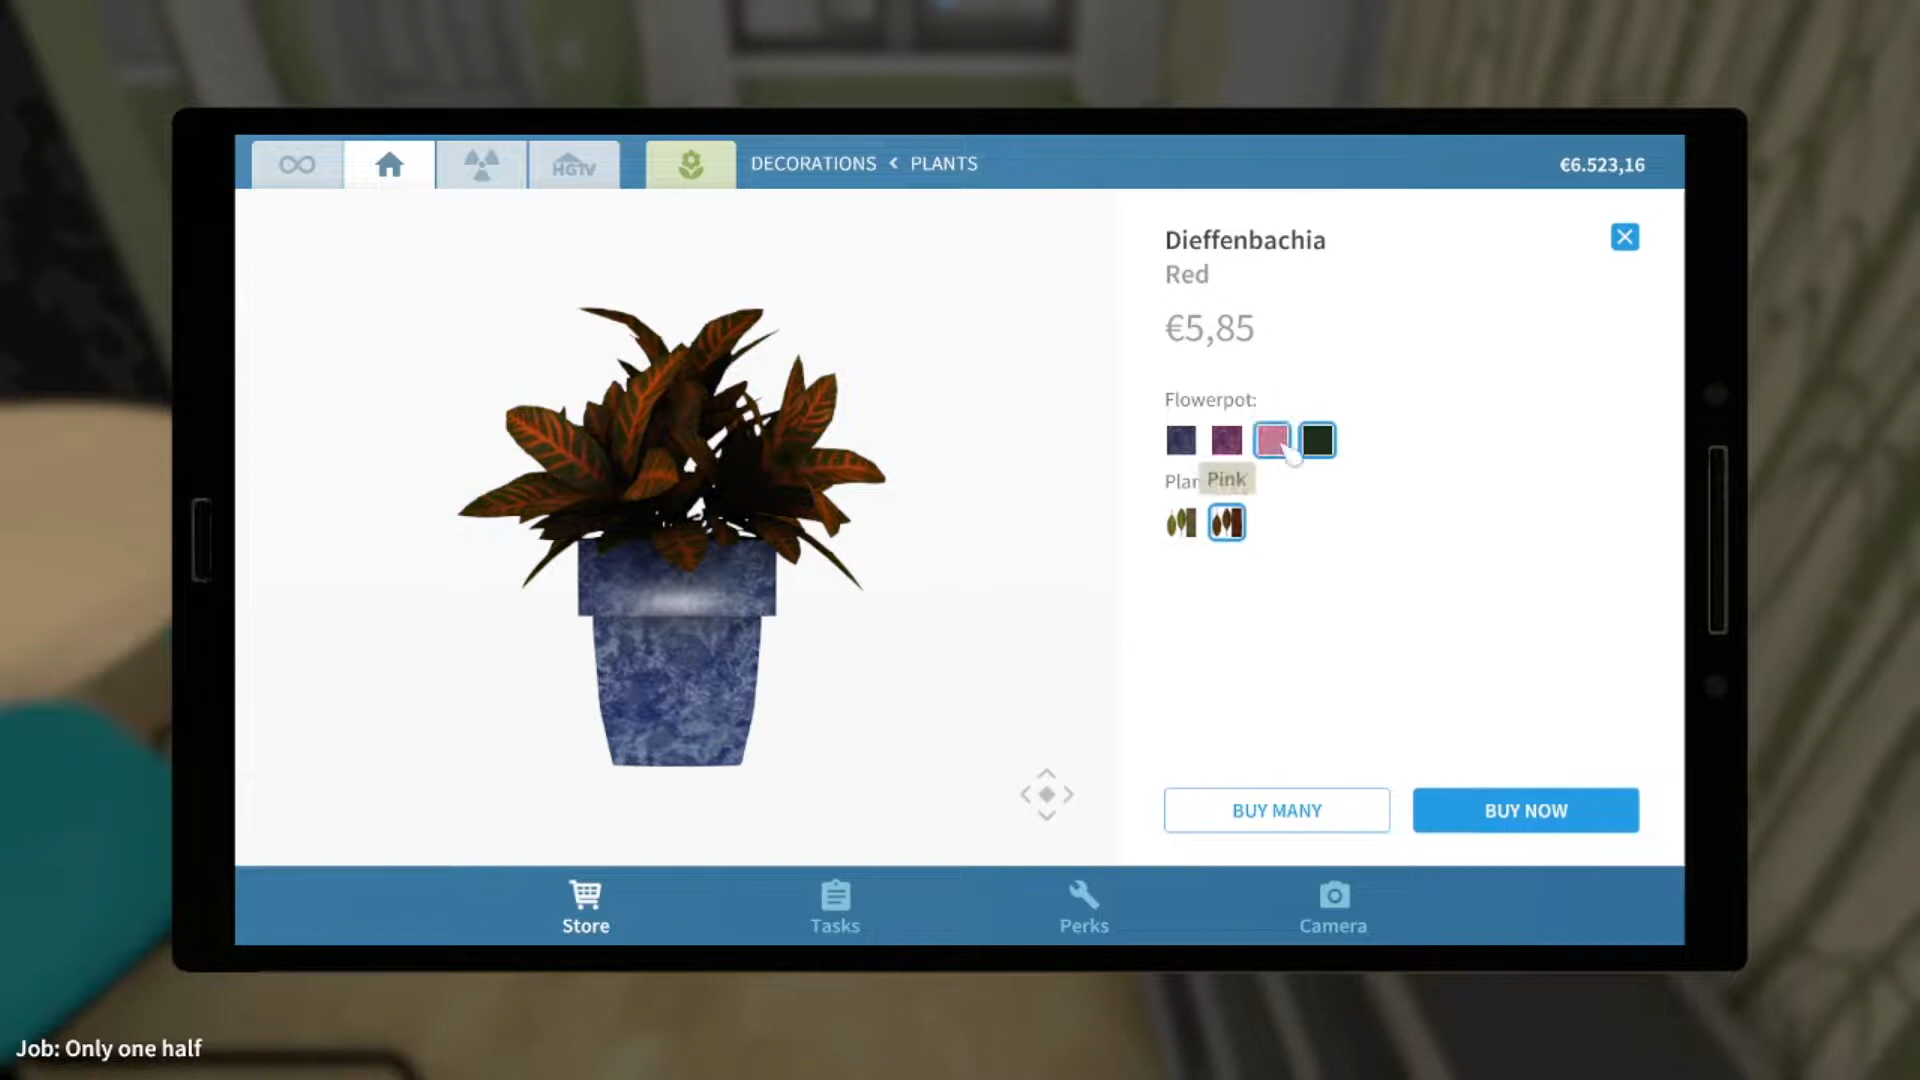 HGTV
DECORATIONS < PLANTS
€6.523,16
Dieffenbachia
Red
€5,85
Flowerpot:
Plan
Pink
BUY MANY
BUY NOW
Store
Tasks
Perks
Camera
Job: Only one half